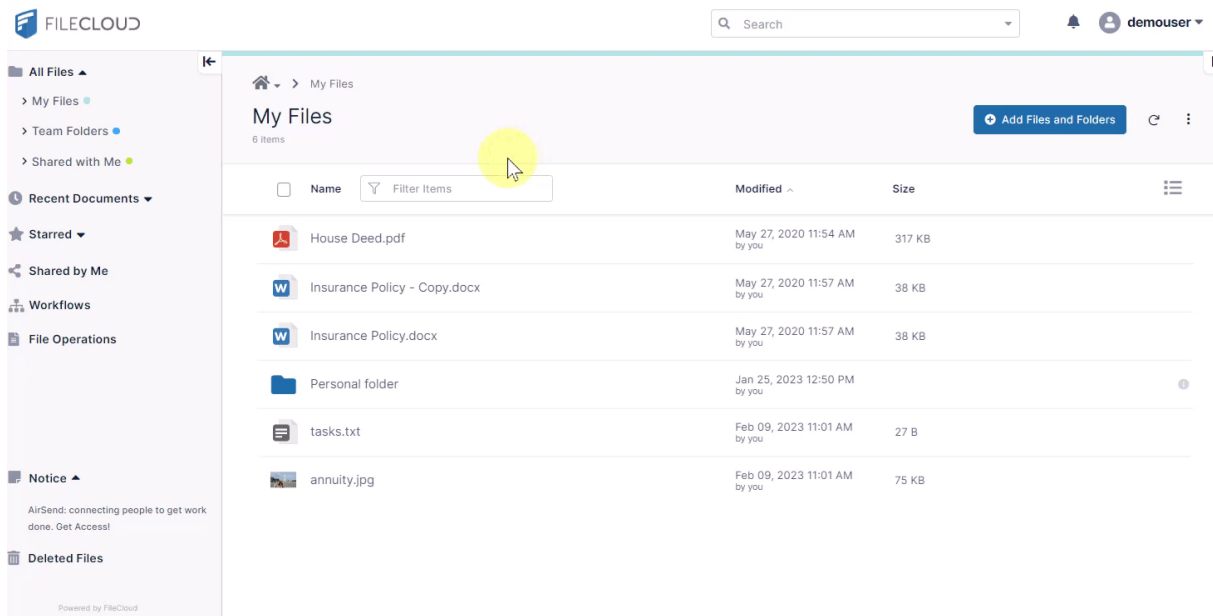 FILECLOUD
Search
demouser
All Files
My Files
Team Folders
Shared with Me
Recent Documents
Starred
Shared by Me
Workflows
File Operations
Notice
AirSend: connecting people to get work
done. Get Access!
Deleted Files
Powered by FileCloud
My Files
My Files
6 items
Add Files and Folders
Name
Filter Items
Modified
Size
House Deed.pdf
May 27, 2020 11:54 AM
by you
317 KB
Insurance Policy - Copy.docx
May 27, 2020 11:57 AM
by you
38 KB
Insurance Policy.docx
May 27, 2020 11:57 AM
by you
38 KB
Personal folder
Jan 25, 2023 12:50 PM
by you
tasks.txt
Feb 09, 2023 11:01 AM
by you
27 B
annuity.jpg
Feb 09, 2023 11:01 AM
by you
75 KB